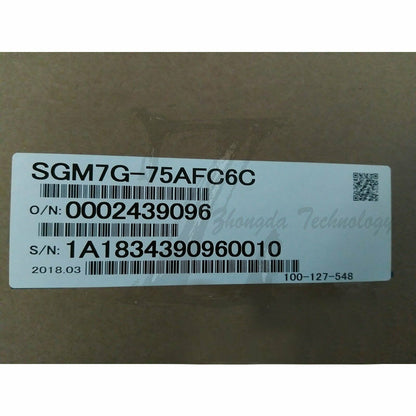 SGM7G-75AFC6C
O/N: 0002439096
Zhongda Technology
S/N: 1A1834390960010
2018.03
100-127-548